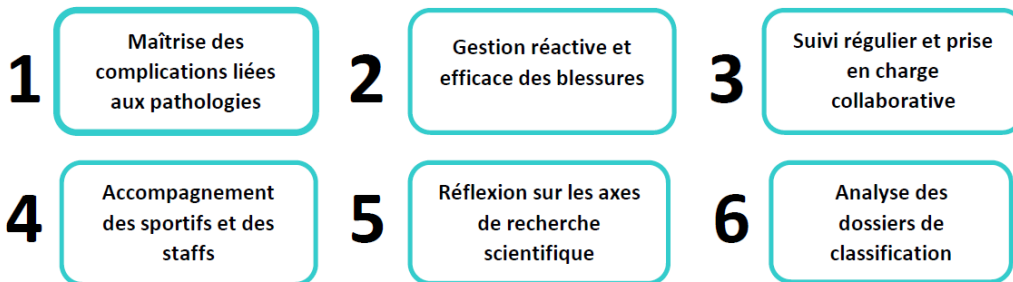 1
Maîtrise des
complications liées
aux pathologies
2
Gestion réactive et
efficace des blessures
3
Suivi régulier et prise
en charge
collaborative
4
Accompagnement
des sportifs et des
staffs
5
Réflexion sur les axes
de recherche
scientifique
6
Analyse des
dossiers de
classification